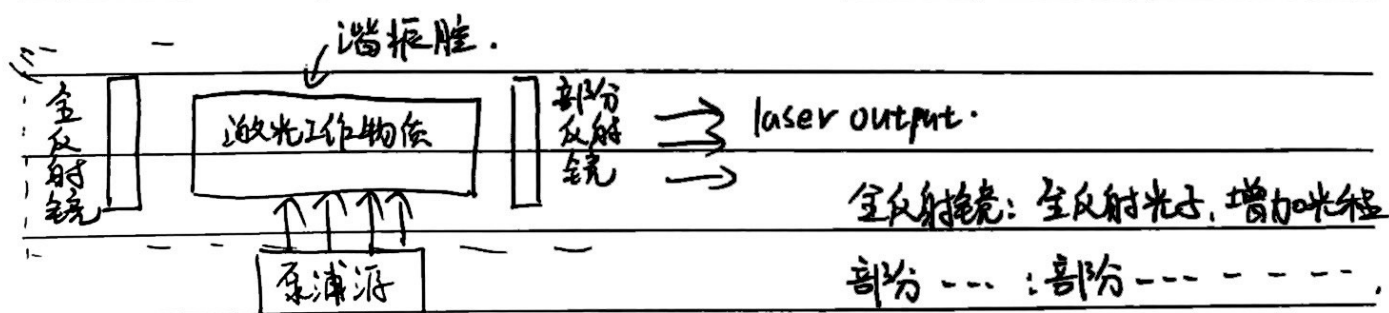 谐振腔.
全反射镜
激光工作物质
部分反射镜
laser output.
泵浦源
全反射镜: 全反射光子, 增加光程
部分 --- : 部分 --- - - - - .